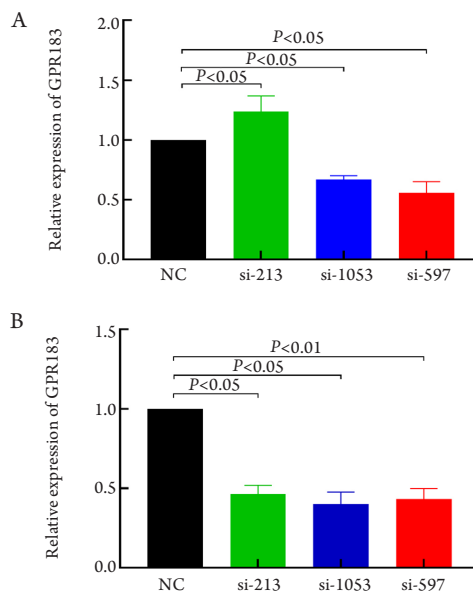 A
Relative expression of GPR183
2.0
1.5
1.0
0.5
0.0
P<0.05
P<0.05
P<0.05
NC si-213 si-1053 si-597
B
Relative expression of GPR183
1.5
1.0
0.5
0.0
P<0.01
P<0.05
P<0.05
NC si-213 si-1053 si-597